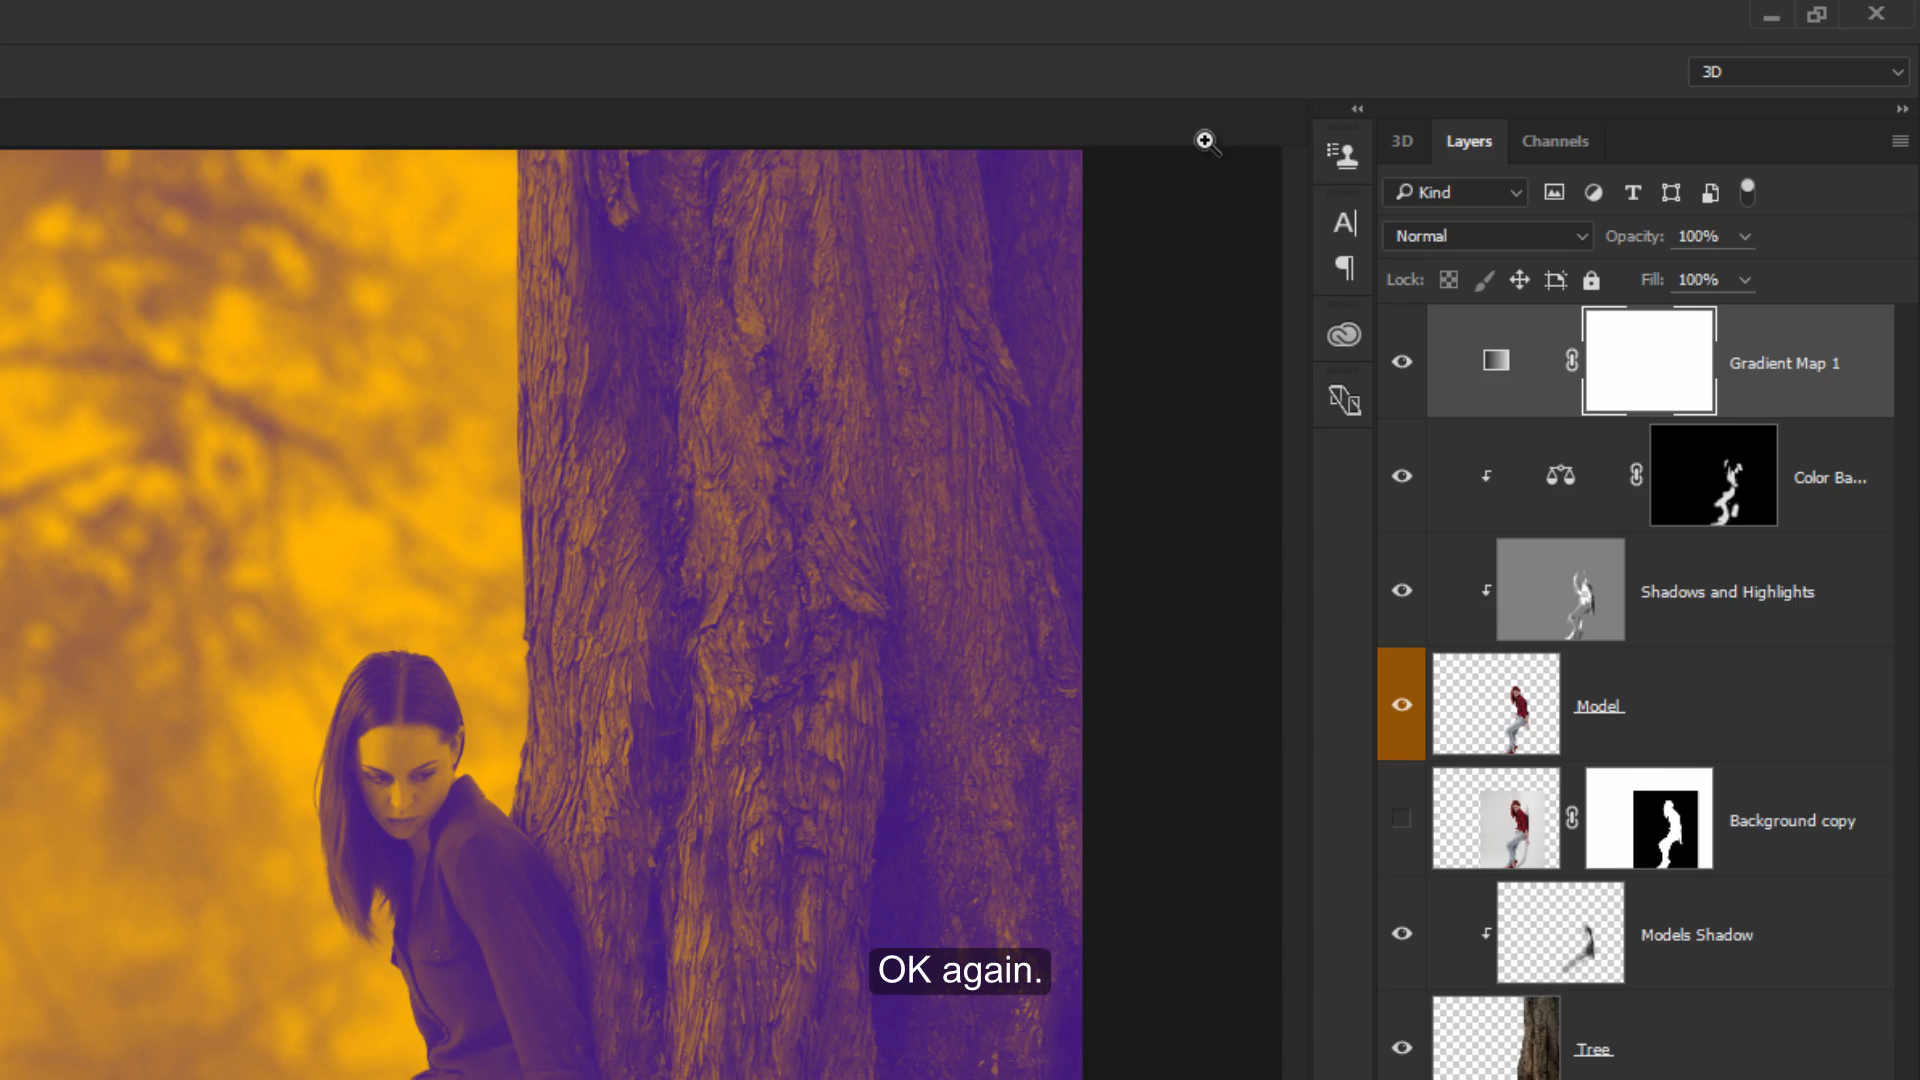 3D
3D Layers Channels
Kind
Normal Opacity: 100%
Lock: Fill: 100%
Gradient Map 1
Color Ba...
Shadows and Highlights
Model
Background copy
Models Shadow
Tree
OK again.